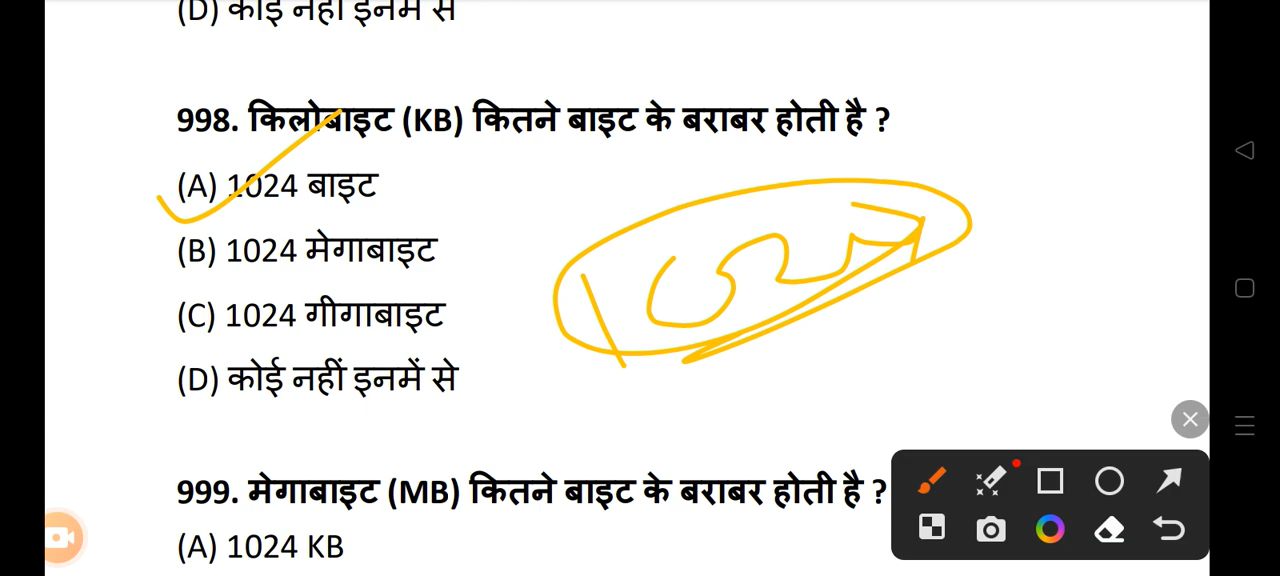 (D) कोई नहीं इनमें से
998. किलोबाइट (KB) कितने बाइट के बराबर होती है ?
(A) 1024 बाइट
(B) 1024 मेगाबाइट
(C) 1024 गीगाबाइट
(D) कोई नहीं इनमें से
1024
999. मेगाबाइट (MB) कितने बाइट के बराबर होती है ?
(A) 1024 KB